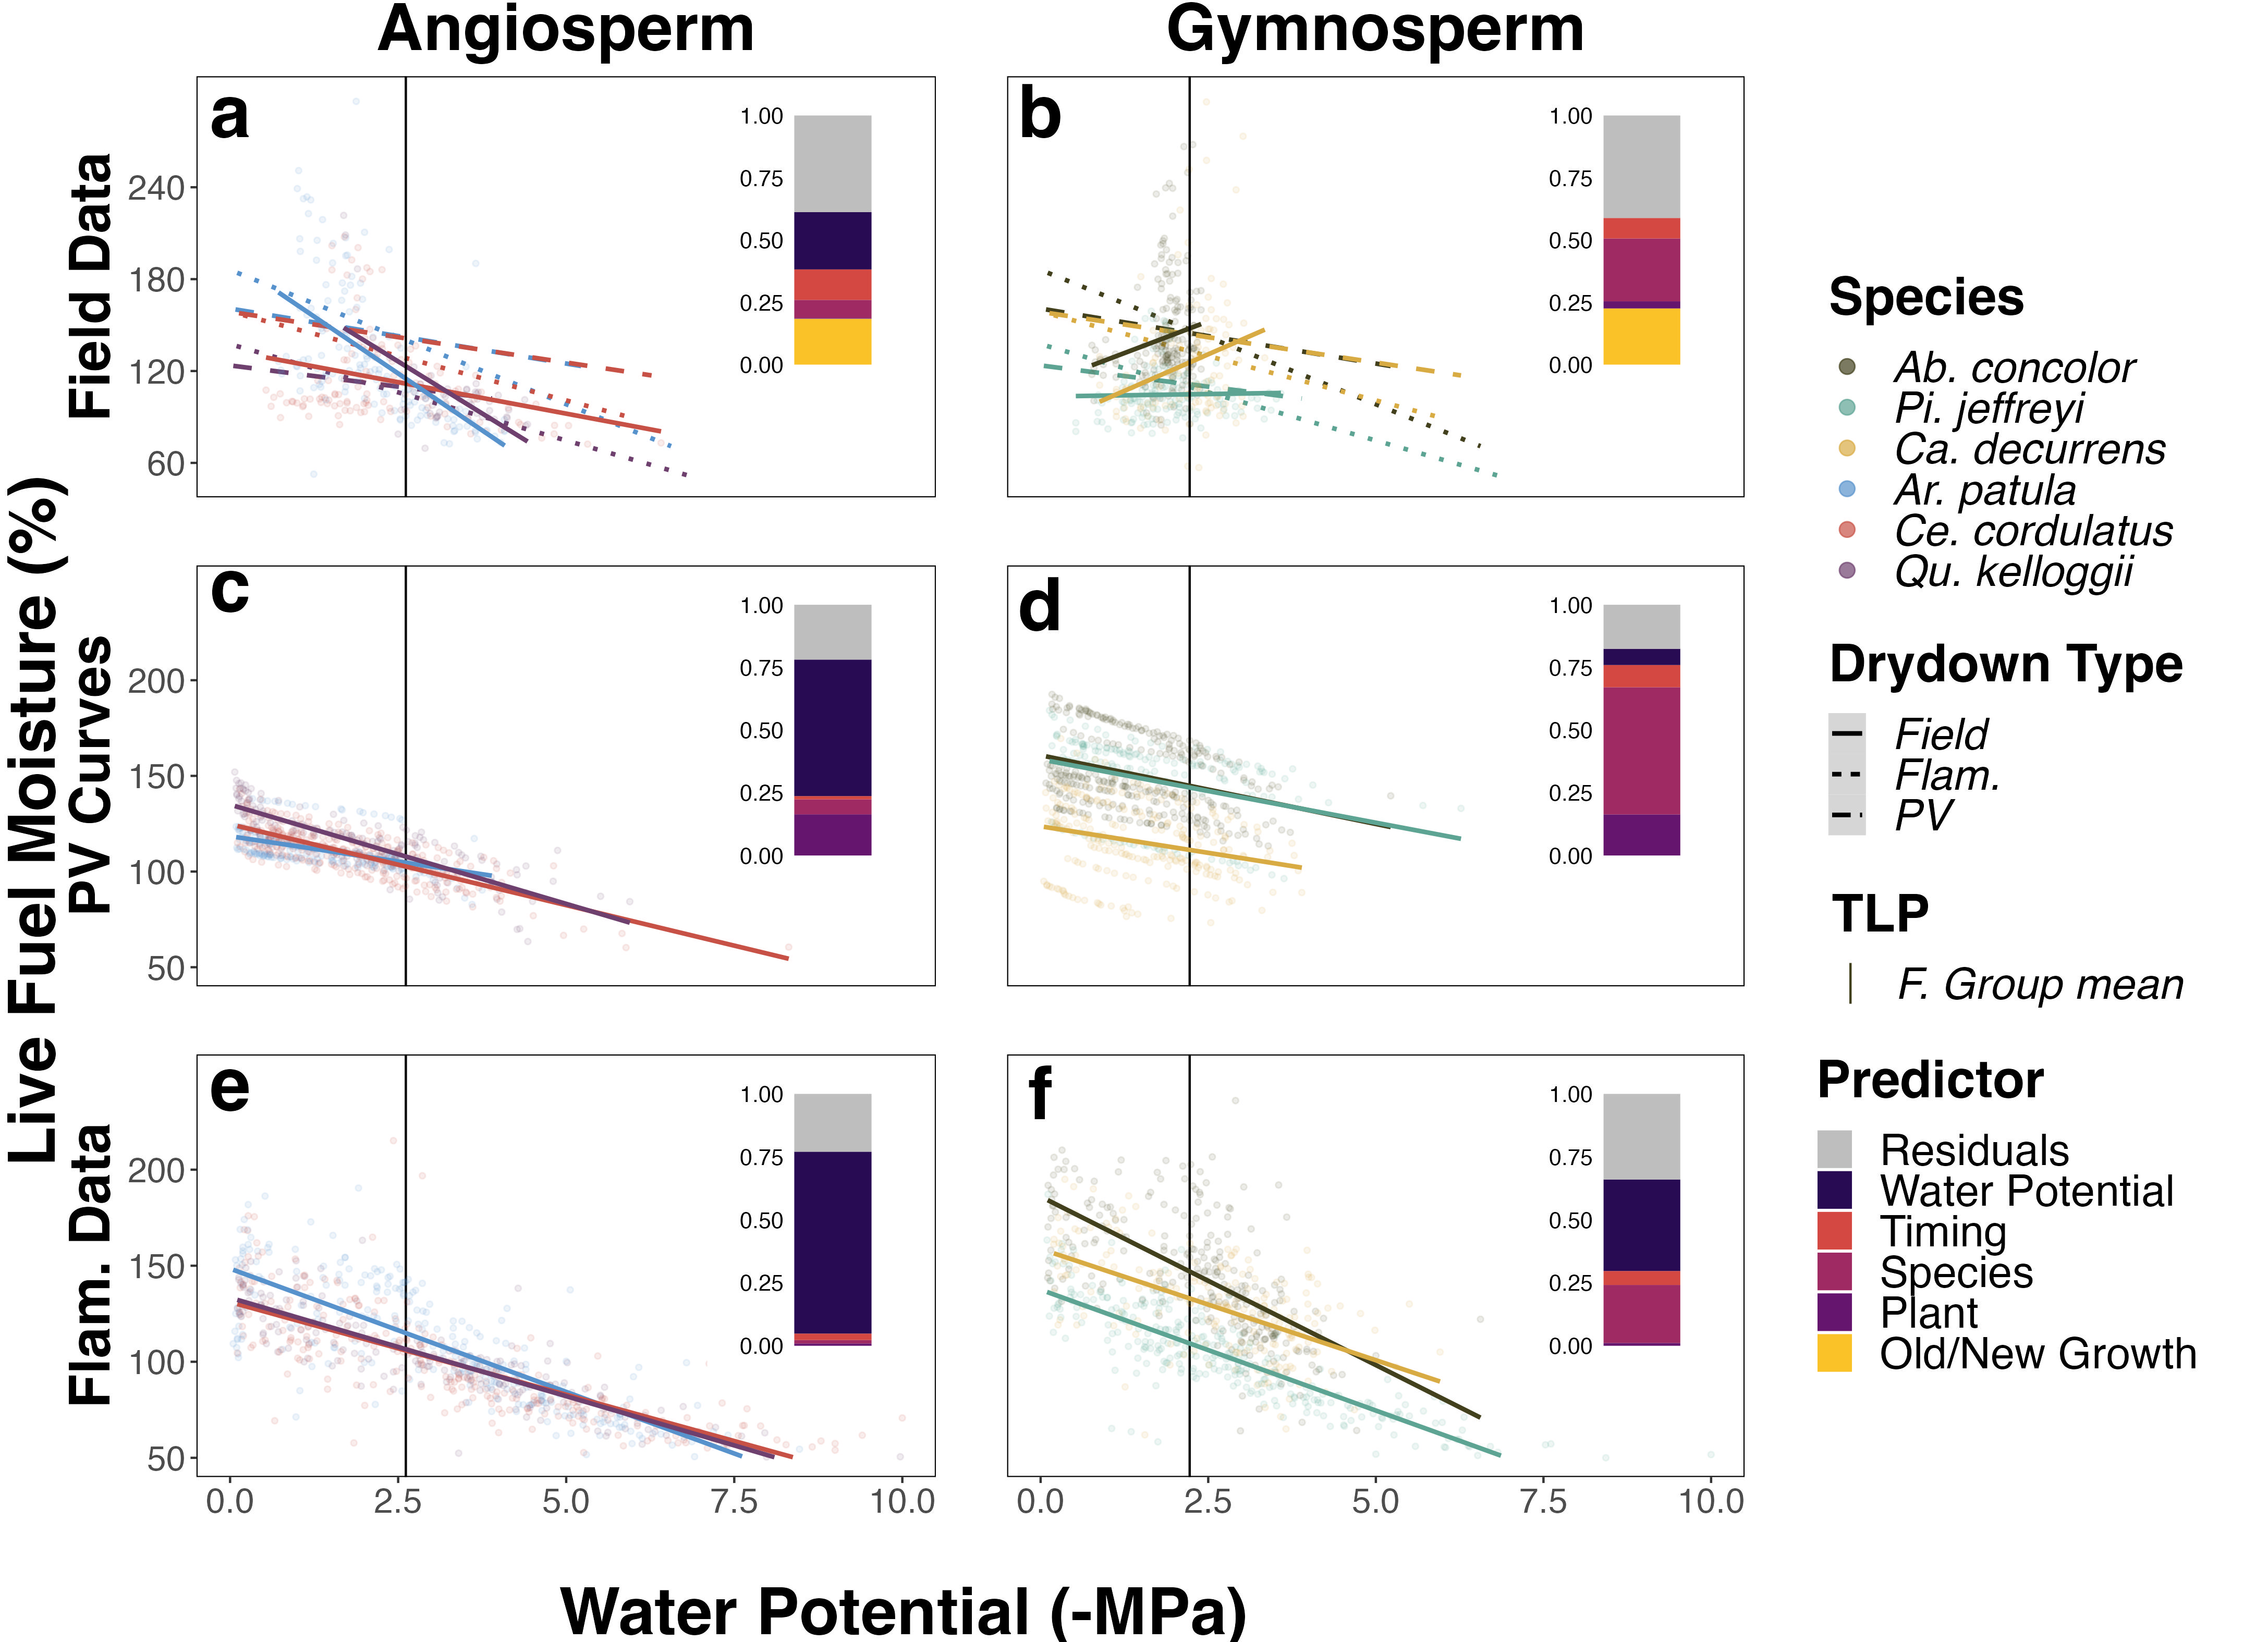 Angiosperm
Gymnosperm
Live Fuel Moisture (%)
Field Data
a
240
180
120
60
1.00
0.75
0.50
0.25
0.00
b
1.00
0.75
0.50
0.25
0.00
PV Curves
c
200
150
100
50
1.00
0.75
0.50
0.25
0.00
d
1.00
0.75
0.50
0.25
0.00
Flam. Data
e
200
150
100
50
1.00
0.75
0.50
0.25
0.00
f
1.00
0.75
0.50
0.25
0.00
0.0 2.5 5.0 7.5 10.0
0.0 2.5 5.0 7.5 10.0
Water Potential (-MPa)
Species
Ab. concolor
Pi. jeffreyi
Ca. decurrens
Ar. patula
Ce. cordulatus
Qu. kelloggii
Drydown Type
Field
Flam.
PV
TLP
F. Group mean
Predictor
Residuals
Water Potential
Timing
Species
Plant
Old/New Growth